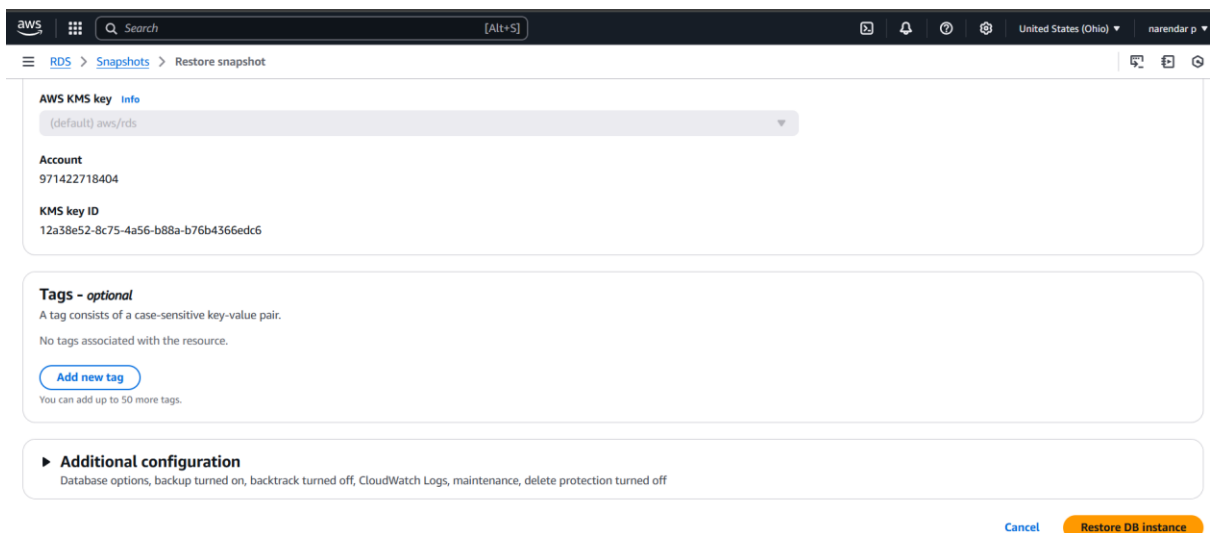 aws
Search [Alt+S] United States (Ohio) narendar p
RDS > Snapshots > Restore snapshot
AWS KMS key Info
(default) aws/rds
Account
971422718404
KMS key ID
12a38e52-8c75-4a56-b88a-b76b4366edc6
Tags - optional
A tag consists of a case-sensitive key-value pair.
No tags associated with the resource.
Add new tag
You can add up to 50 more tags.
Additional configuration
Database options, backup turned on, backtrack turned off, CloudWatch Logs, maintenance, delete protection turned off
Cancel Restore DB instance